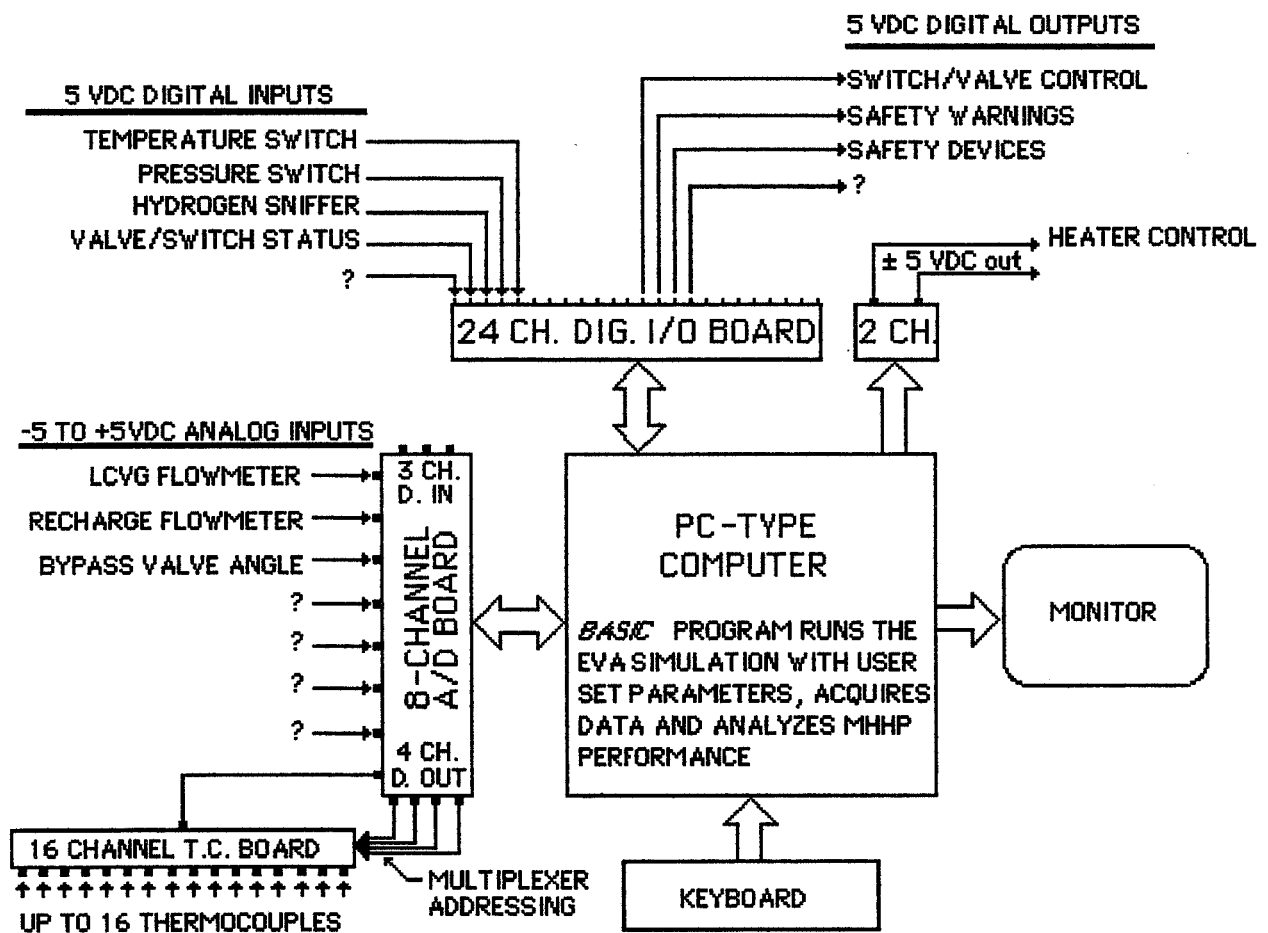 5 VDC DIGITAL OUTPUTS
SWITCH/VALVE CONTROL
SAFETY WARNINGS
SAFETY DEVICES
?
5 VDC DIGITAL INPUTS
TEMPERATURE SWITCH
PRESSURE SWITCH
HYDROGEN SNIFFER
VALVE/SWITCH STATUS
?
HEATER CONTROL
± 5 VDC out
24 CH. DIG. I/O BOARD
2 CH.
-5 TO +5VDC ANALOG INPUTS
LCVG FLOWMETER
RECHARGE FLOWMETER
BYPASS VALVE ANGLE
?
?
?
?
3 CH.
D. IN
8-CHANNEL
A/D BOARD
4 CH.
D. OUT
PC-TYPE
COMPUTER
BASIC PROGRAM RUNS THE
EVA SIMULATION WITH USER
SET PARAMETERS, ACQUIRES
DATA AND ANALYZES MHHP
PERFORMANCE
MONITOR
16 CHANNEL T.C. BOARD
UP TO 16 THERMOCOUPLES
MULTIPLEXER
ADDRESSING
KEYBOARD